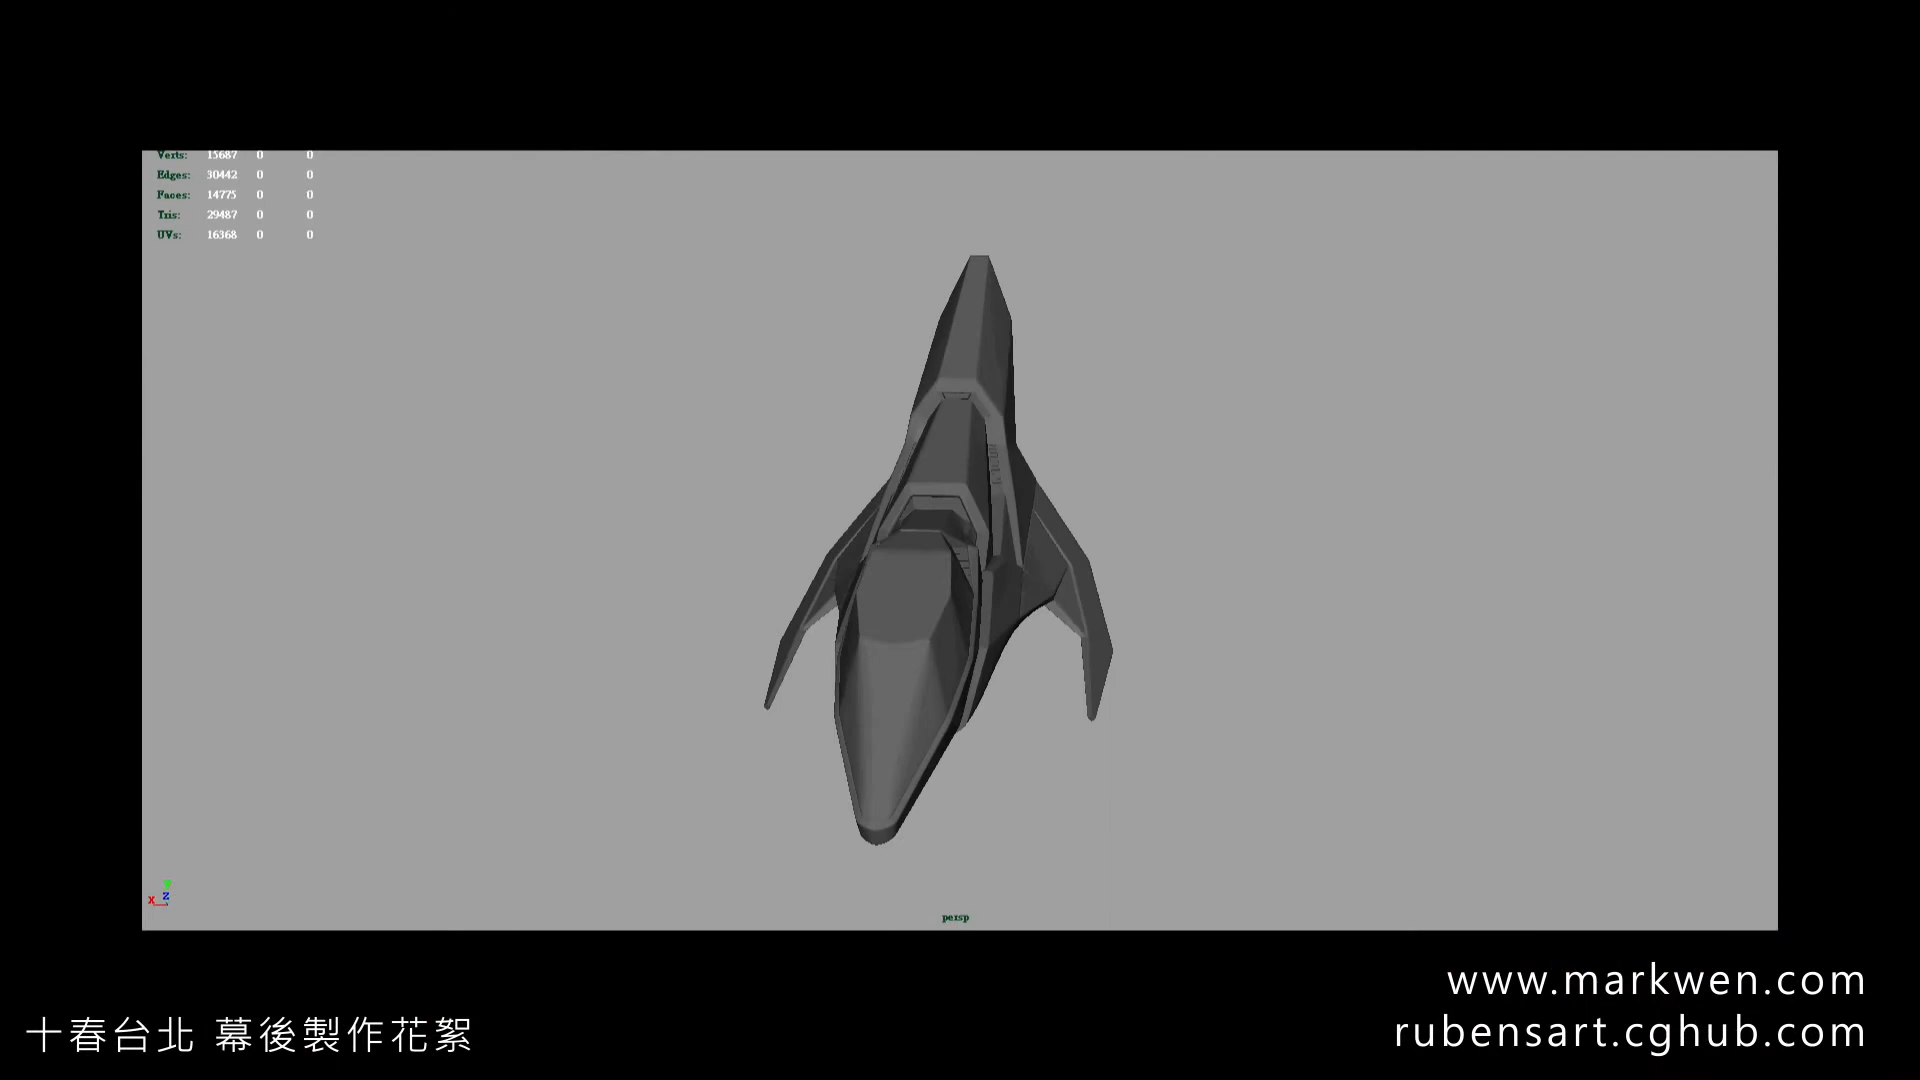 Verts: 15687 0 0
Edges: 30442 0 0
Faces: 14775 0 0
Tris: 29487 0 0
UVs: 16368 0 0
Y
Z
X
persp
www.markwen.com
十春台北 幕後製作花絮
rubensart.cghub.com